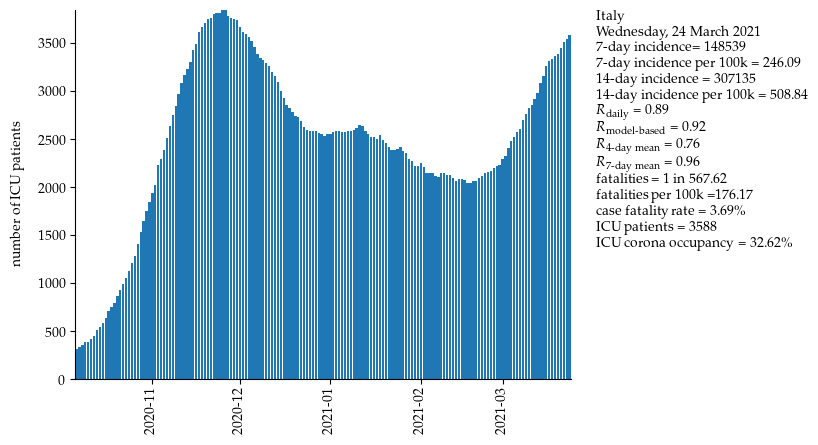 Italy
Wednesday, 24 March 2021
7-day incidence= 148539
7-day incidence per 100k = 246.09
14-day incidence = 307135
14-day incidence per 100k = 508.84
R daily = 0.89
R model-based = 0.92
R 4-day mean = 0.76
R 7-day mean = 0.96
fatalities = 1 in 567.62
fatalities per 100k =176.17
case fatality rate = 3.69%
ICU patients = 3588
ICU corona occupancy = 32.62%
number of ICU patients
3500
3000
2500
2000
1500
1000
500
0
2020-11
2020-12
2021-01
2021-02
2021-03